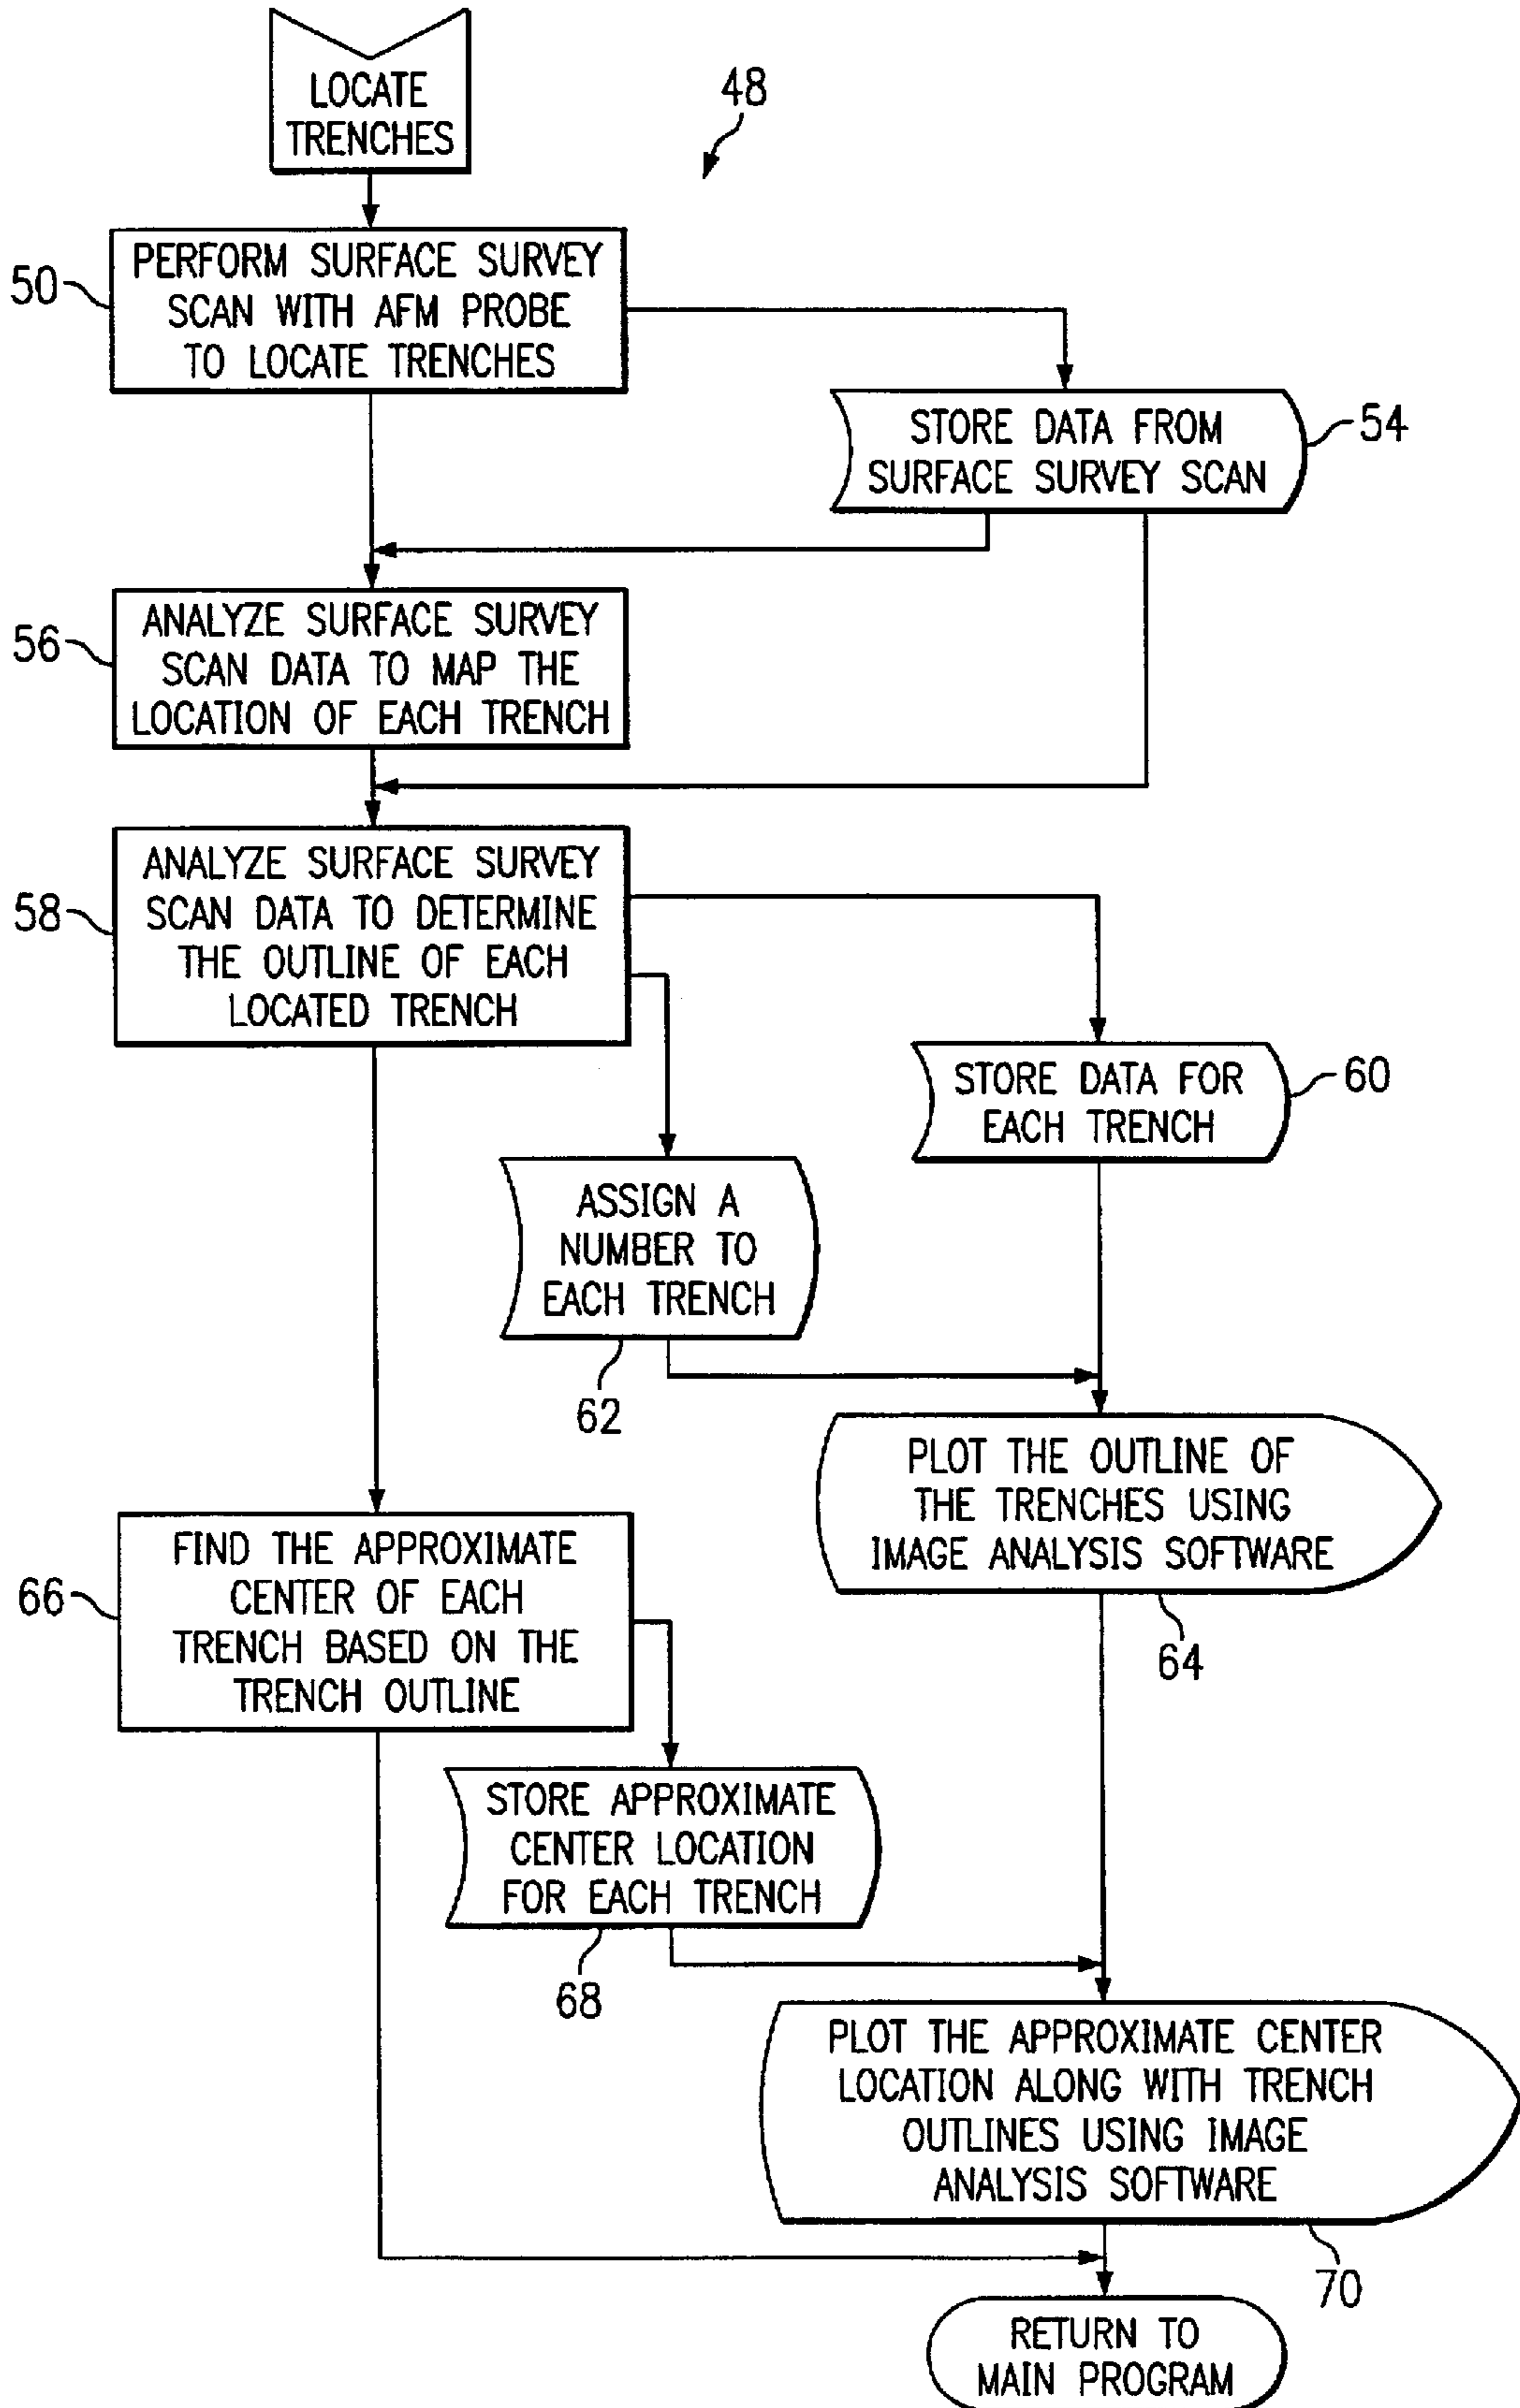 LOCATE
TRENCHES
48
50
PERFORM SURFACE SURVEY
SCAN WITH AFM PROBE
TO LOCATE TRENCHES
STORE DATA FROM
SURFACE SURVEY SCAN
54
56
ANALYZE SURFACE SURVEY
SCAN DATA TO MAP THE
LOCATION OF EACH TRENCH
58
ANALYZE SURFACE SURVEY
SCAN DATA TO DETERMINE
THE OUTLINE OF EACH
LOCATED TRENCH
STORE DATA FOR
EACH TRENCH
60
ASSIGN A
NUMBER TO
EACH TRENCH
62
PLOT THE OUTLINE OF
THE TRENCHES USING
IMAGE ANALYSIS SOFTWARE
64
66
FIND THE APPROXIMATE
CENTER OF EACH
TRENCH BASED ON THE
TRENCH OUTLINE
STORE APPROXIMATE
CENTER LOCATION
FOR EACH TRENCH
68
PLOT THE APPROXIMATE CENTER
LOCATION ALONG WITH TRENCH
OUTLINES USING IMAGE
ANALYSIS SOFTWARE
70
RETURN TO
MAIN PROGRAM